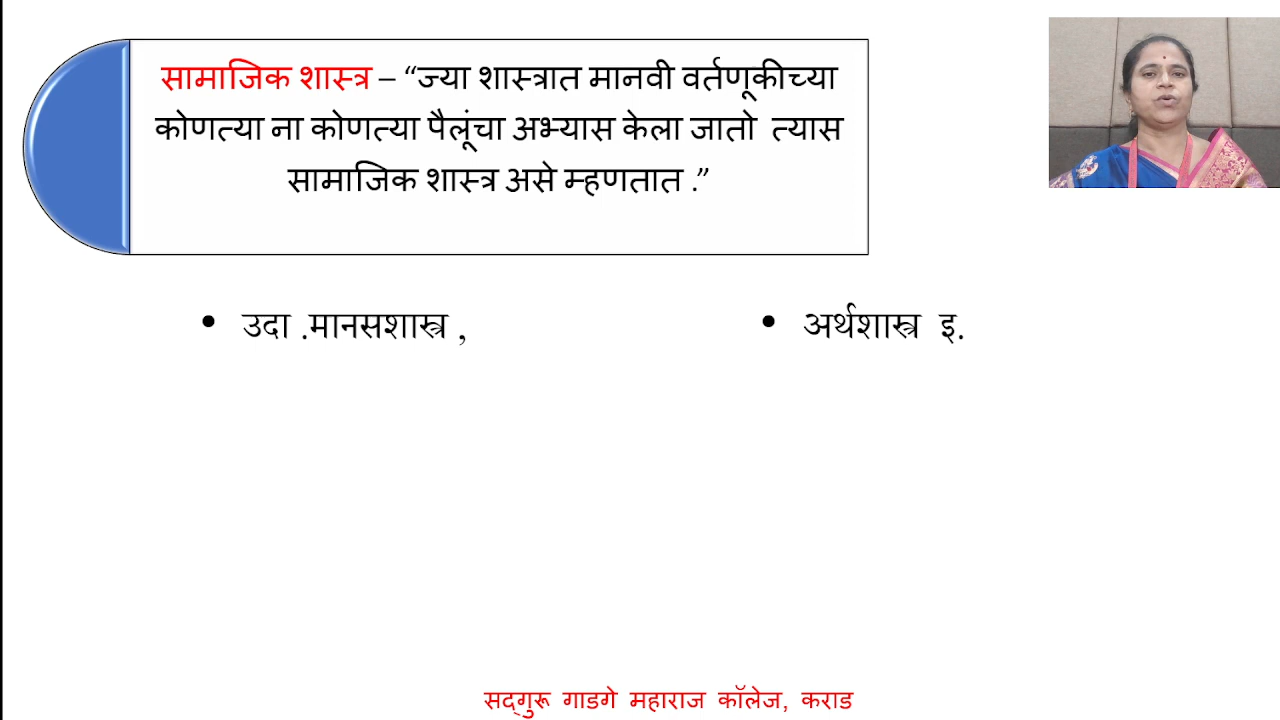 सामाजिक शास्त्र – “ज्या शास्त्रात मानवी वर्तणूकीच्या
कोणत्या ना कोणत्या पैलूंचा अभ्यास केला जातो त्यास
सामाजिक शास्त्र असे म्हणतात .”
• उदा .मानसशास्त्र ,
• अर्थशास्त्र इ.
सद्गुरू गाडगे महाराज कॉलेज, कराड